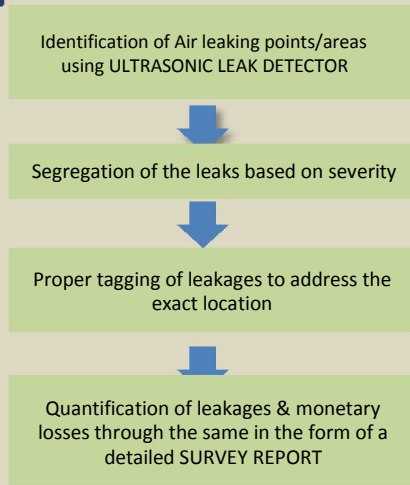 Identification of Air leaking points/areas
using ULTRASONIC LEAK DETECTOR
Segregation of the leaks based on severity
Proper tagging of leakages to address the
exact location
Quantification of leakages & monetary
losses through the same in the form of a
detailed SURVEY REPORT